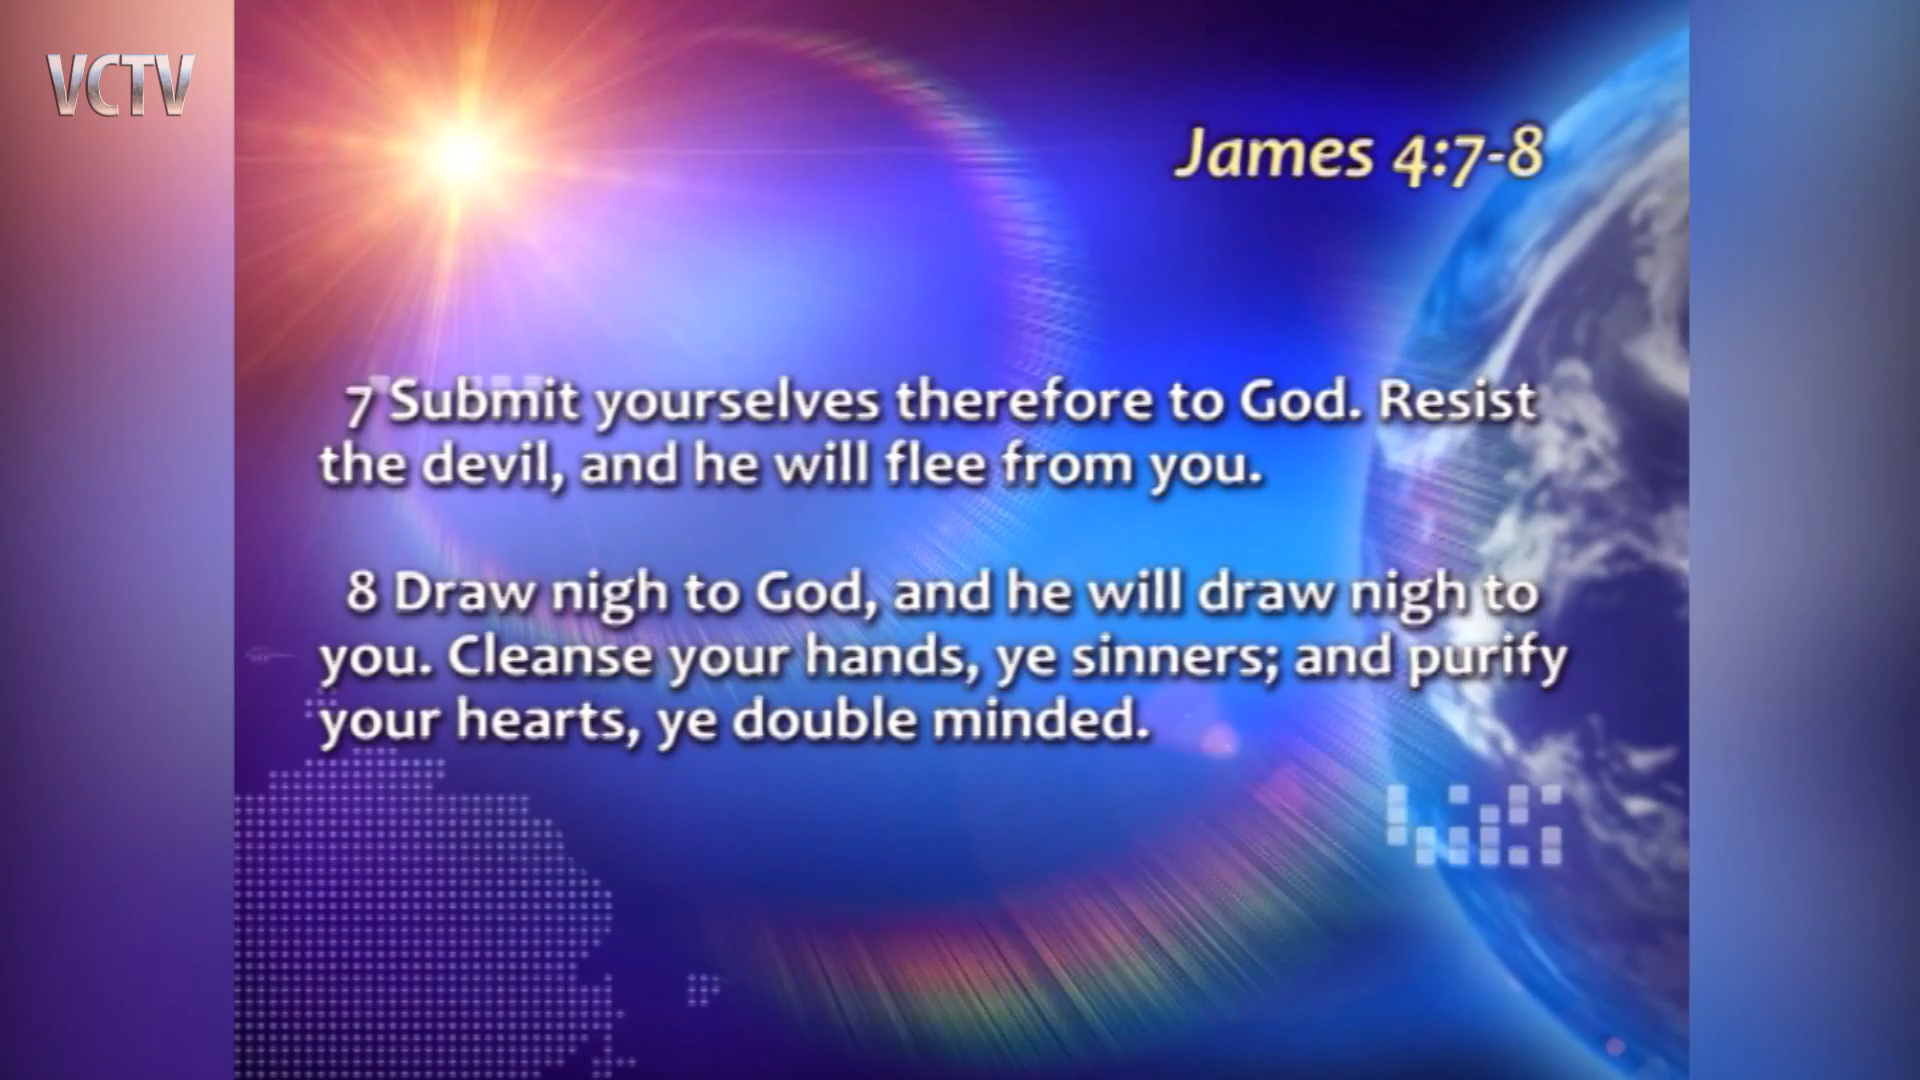 VCTV
James 4:7-8
7 Submit yourselves therefore to God. Resist
the devil, and he will flee from you.
8 Draw nigh to God, and he will draw nigh to
you. Cleanse your hands, ye sinners; and purify
your hearts, ye double minded.